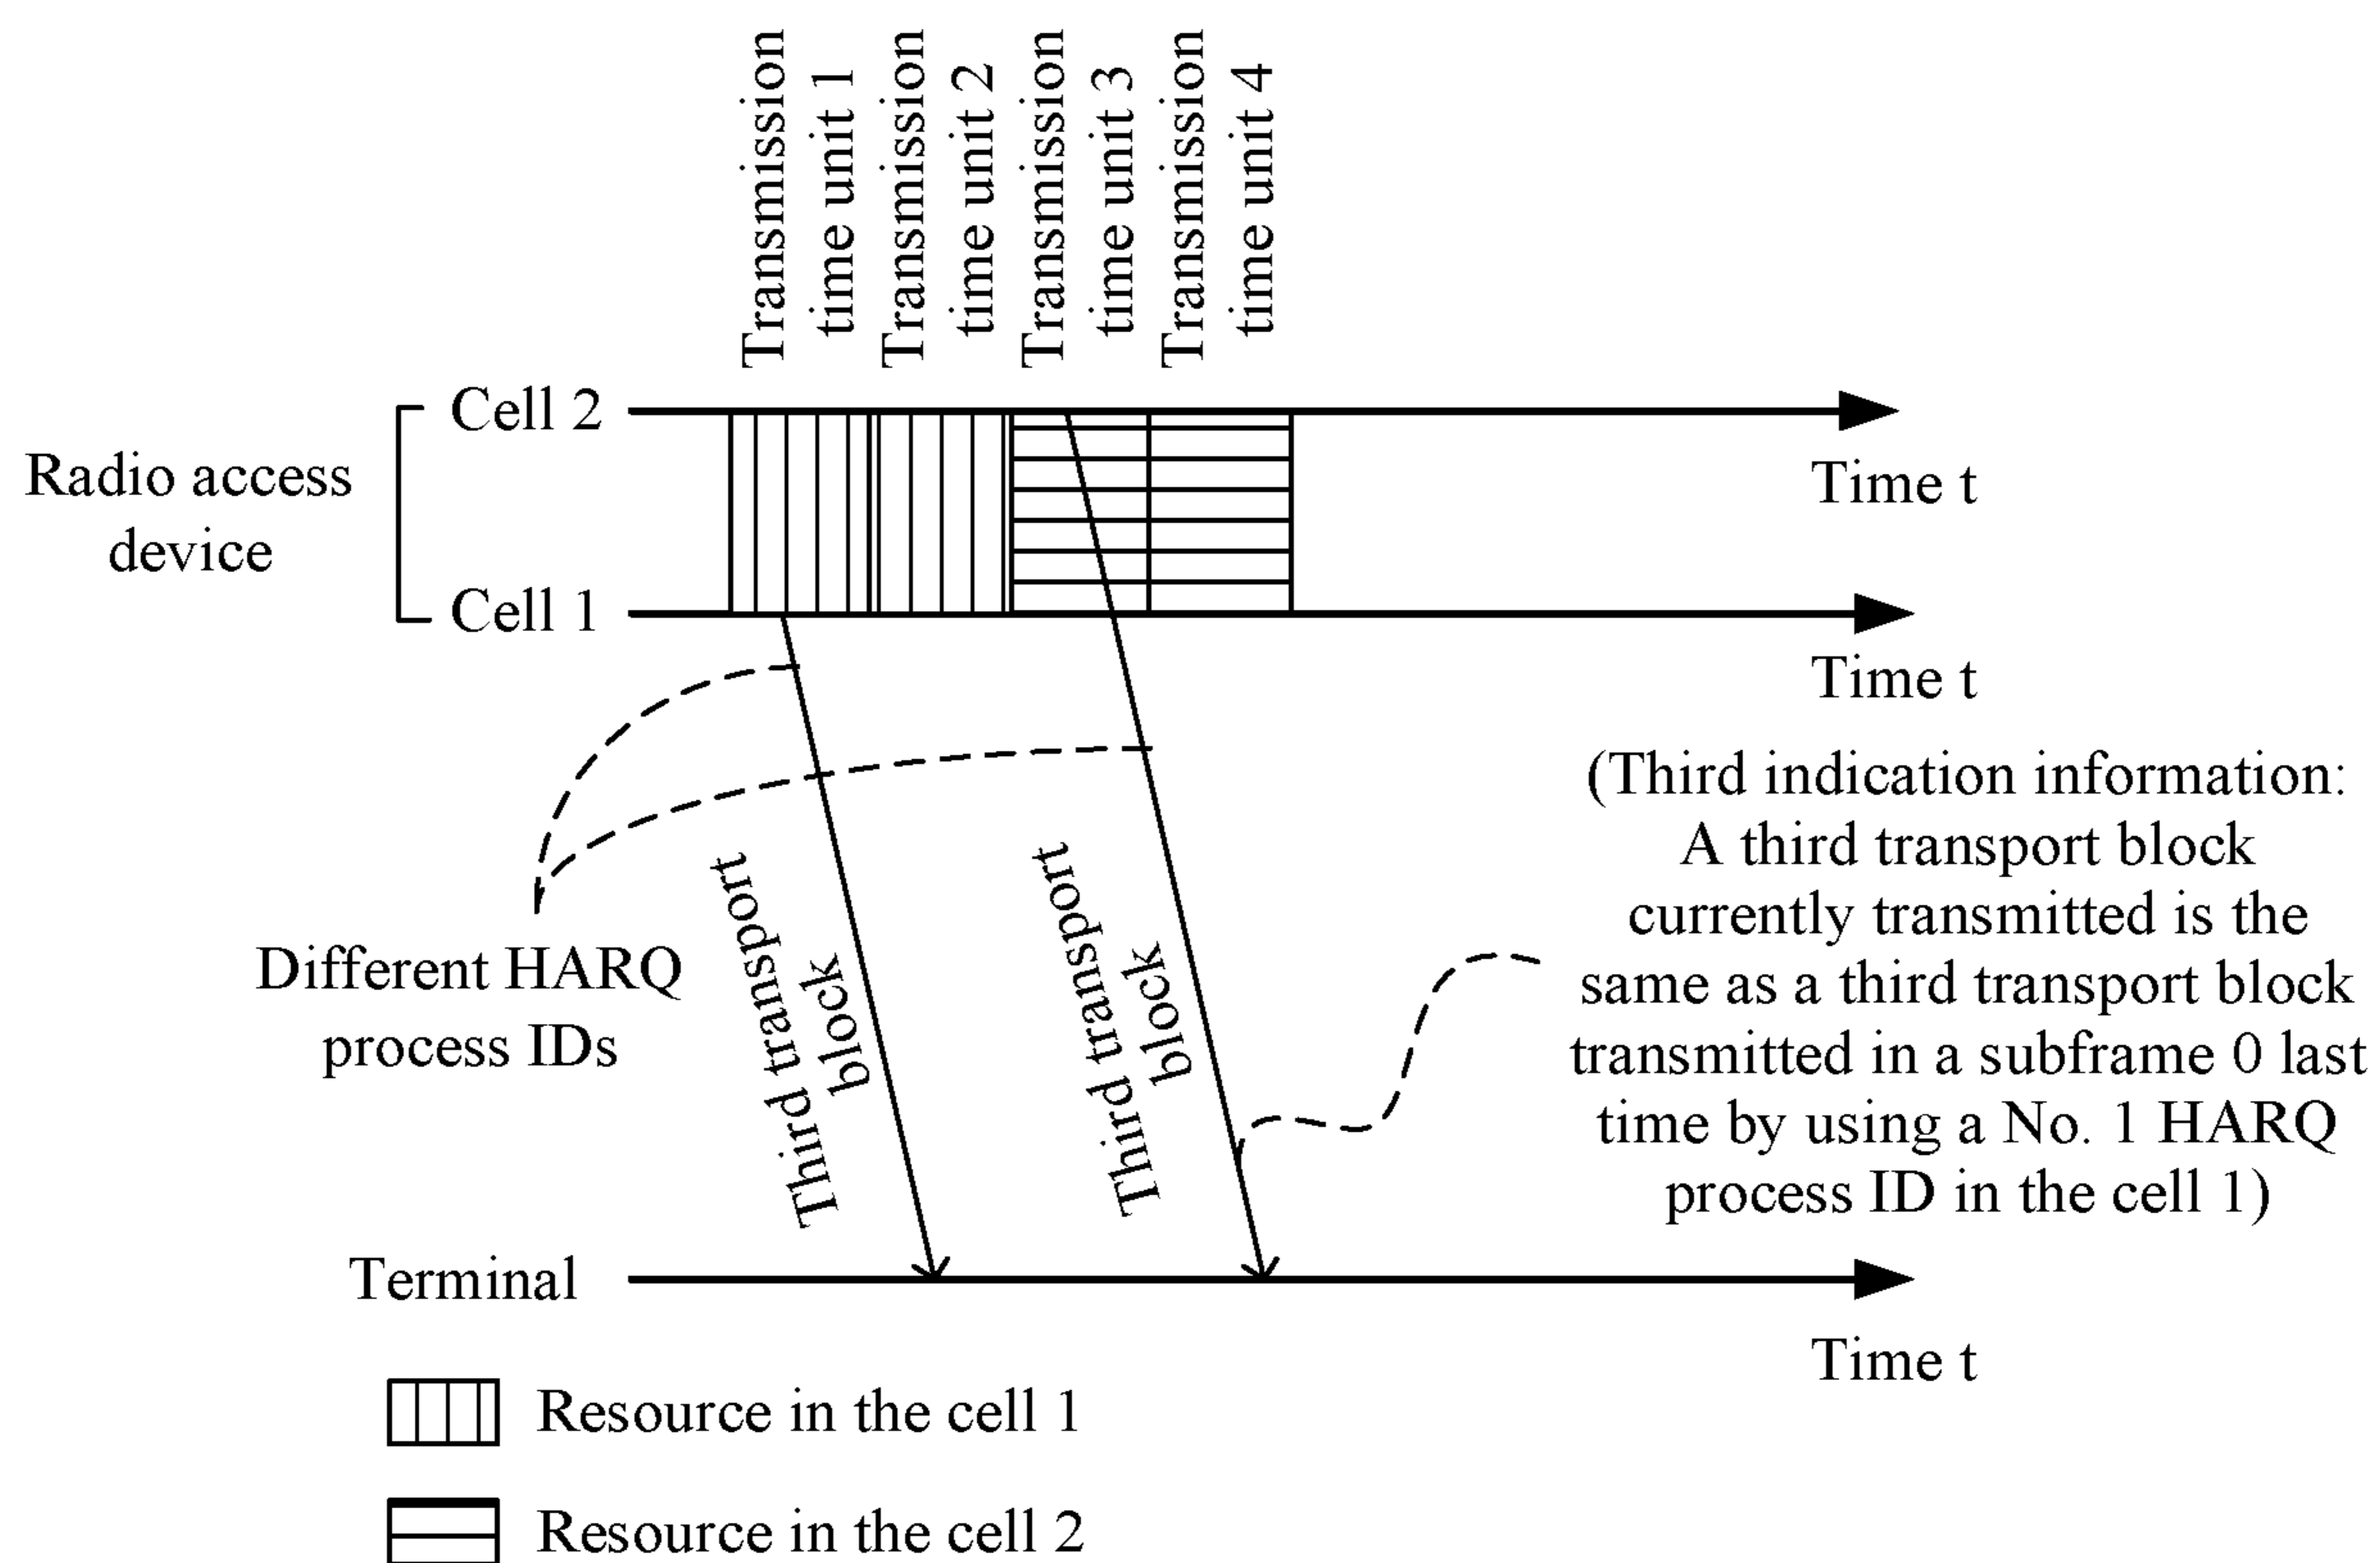 Transmission
time unit 1
Transmission
time unit 2
Transmission
time unit 3
Transmission
time unit 4
Radio access
device
Cell 2
Time t
Cell 1
Time t
Different HARQ
process IDs
Third transport
block
Third transport
block
(Third indication information:
A third transport block
currently transmitted is the
same as a third transport block
transmitted in a subframe 0 last
time by using a No. 1 HARQ
process ID in the cell 1)
Terminal
Time t
Resource in the cell 1
Resource in the cell 2